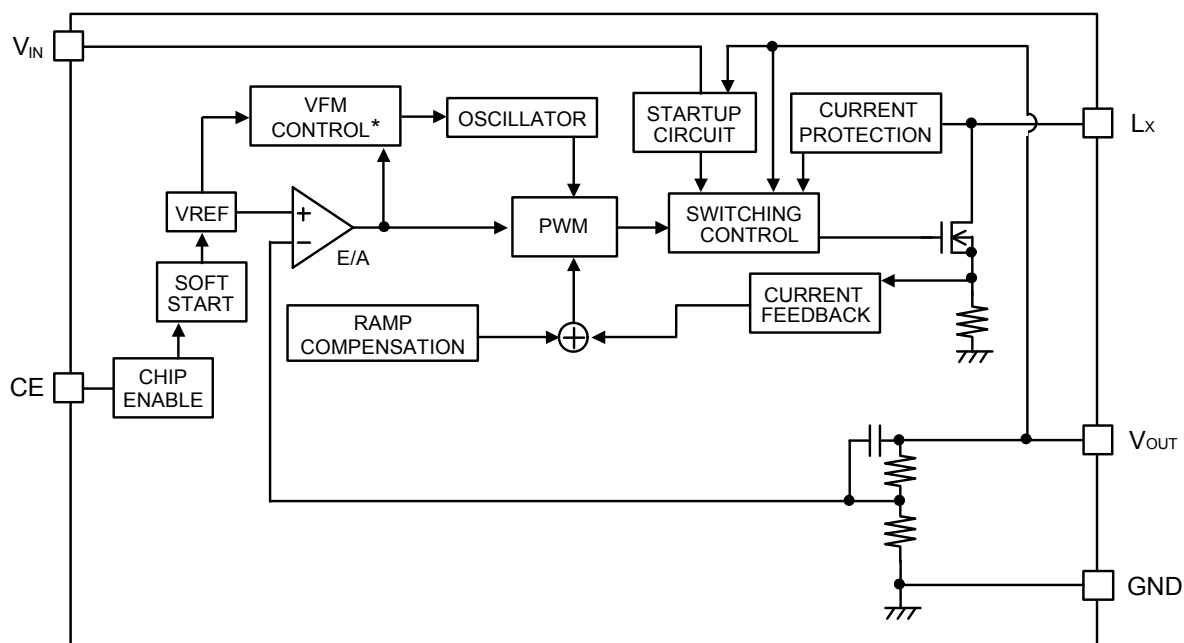 VIN
VFM
CONTROL*
OSCILLATOR
STARTUP
CIRCUIT
CURRENT
PROTECTION
LX
VREF
+
−
E/A
PWM
SWITCHING
CONTROL
SOFT
START
RAMP
COMPENSATION
+
CURRENT
FEEDBACK
CE
CHIP
ENABLE
VOUT
GND